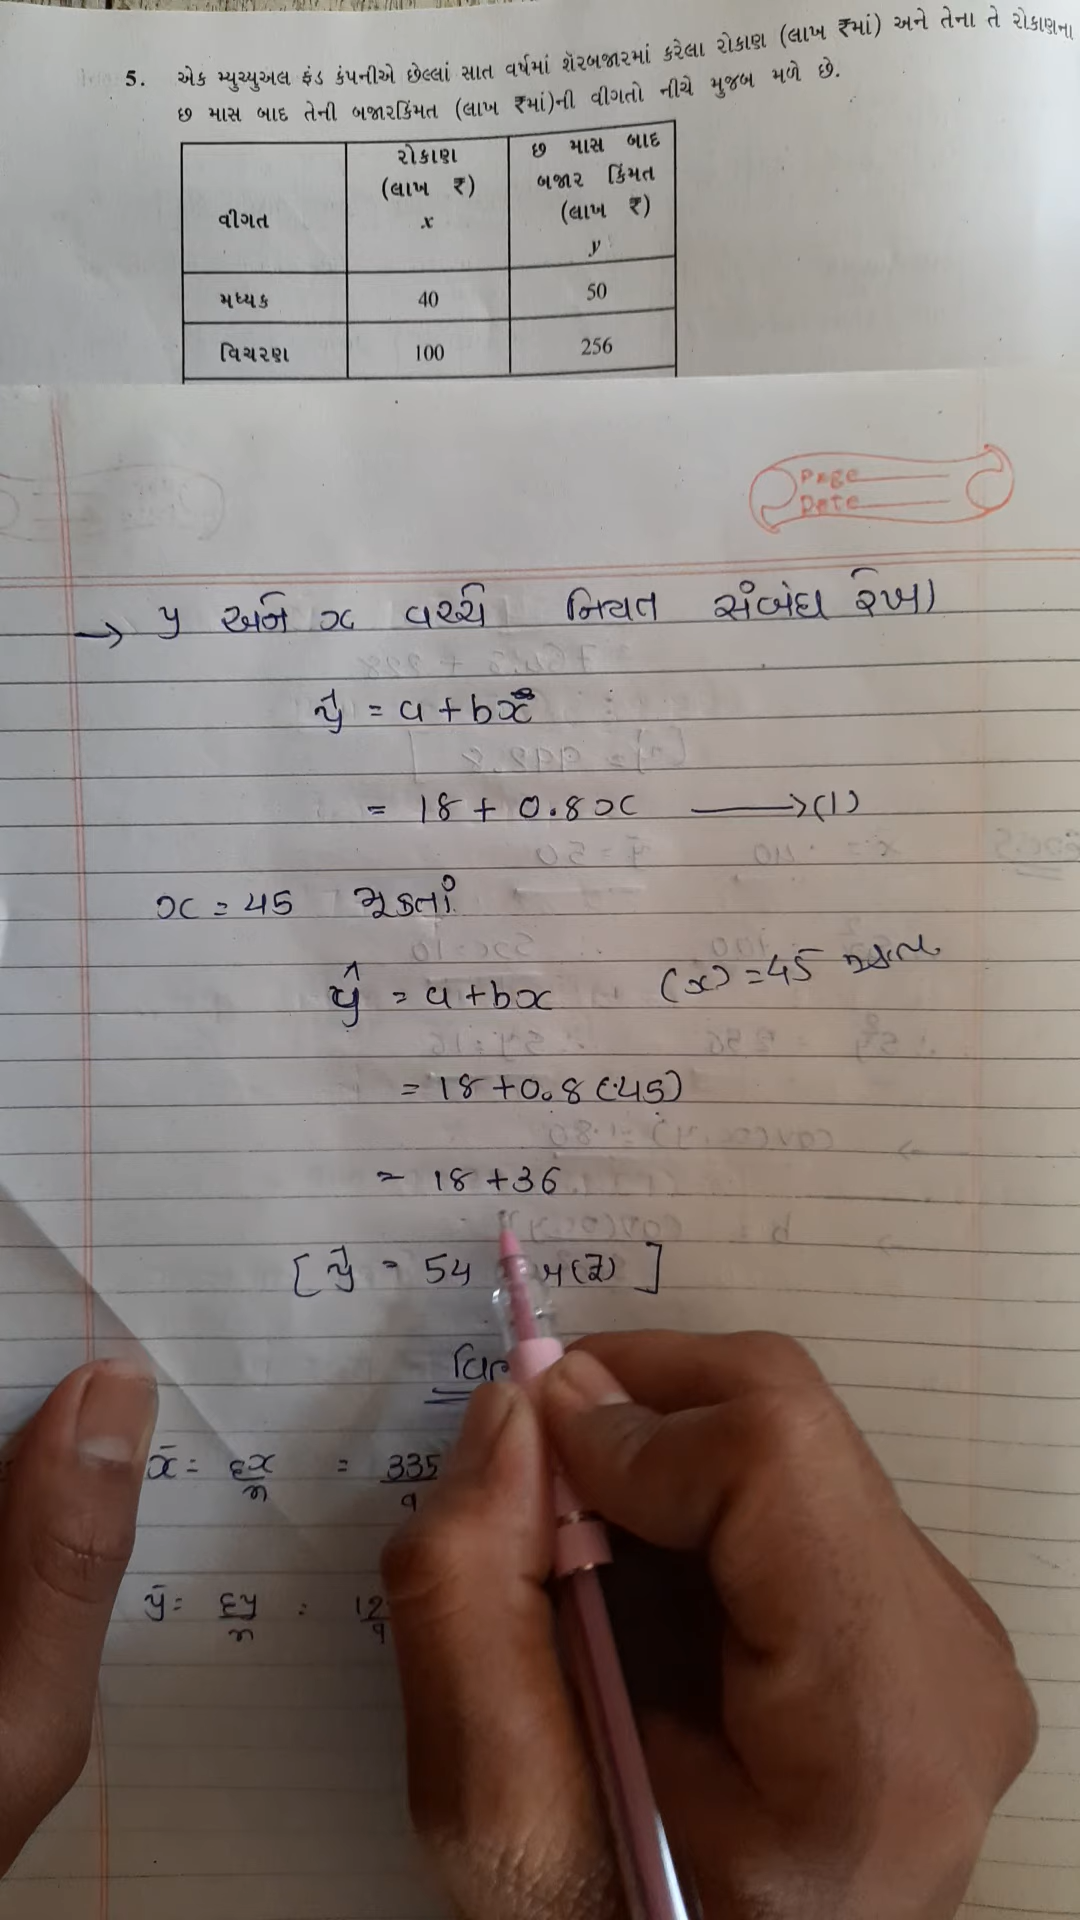 5. એક મ્યુચ્યુઅલ ફંડ કંપનીએ છેલ્લાં સાત વર્ષમાં શૅરબજારમાં કરેલા રોકાણ (લાખ ₹માં) અને તેના તે રોકાણના
છ માસ બાદ તેની બજારકિંમત (લાખ ₹માં)ની વીગતો નીચે મુજબ મળે છે.
વીગત
રોકાણ
(લાખ ₹)
x
છ માસ બાદ
બજાર કિંમત
(લાખ ₹)
y
મધ્યક 40 50
વિચરણ 100 256
Page
Date
→ y અને x વચ્ચે નિયત સંબંધ રેખા
ŷ = a + bx
= 18 + 0.8x ⟶ (1)
x = 45 મૂકતાં
ŷ = a + bx (x) = 45
= 18 + 0.8 (45)
= 18 + 36
[ ŷ = 54 (₹) ]
x̄ = Σx/n = 335/9
ȳ = Σy/n = 12